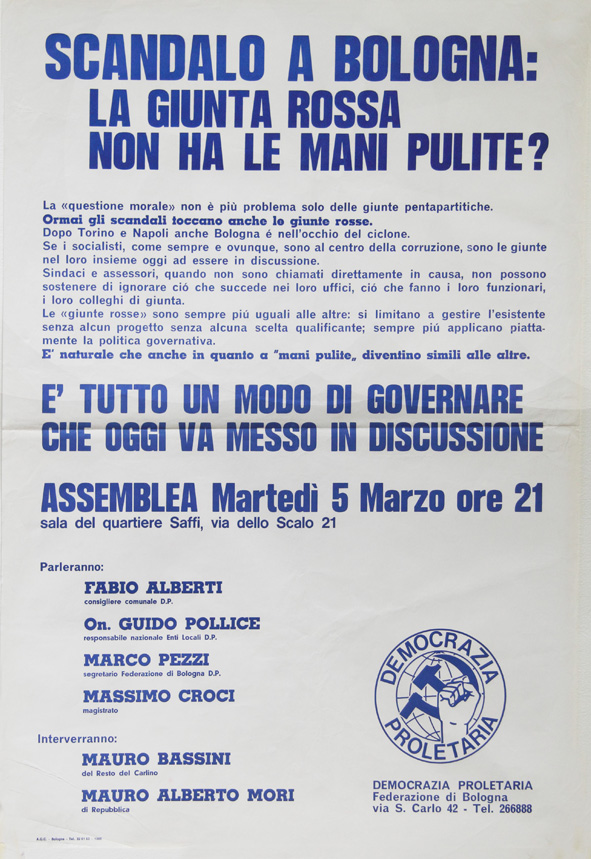 SCANDALO A BOLOGNA:
LA GIUNTA ROSSA
NON HA LE MANI PULITE?
La «questione morale» non è più problema solo delle giunte pentapartitiche.
Ormai gli scandali toccano anche le giunte rosse.
Dopo Torino e Napoli anche Bologna é nell'occhio del ciclone.
Se i socialisti, come sempre e ovunque, sono al centro della corruzione, sono le giunte
nel loro insieme oggi ad essere in discussione.
Sindaci e assessori, quando non sono chiamati direttamente in causa, non possono
sostenere di ignorare ció che succede nei loro uffici, ció che fanno i loro funzionari,
i loro colleghi di giunta.
Le «giunte rosse» sono sempre piú uguali alle altre: si limitano a gestire l'esistente
senza alcun progetto senza alcuna scelta qualificante; sempre piú applicano piatta-
mente la politica governativa.
E' naturale che anche in quanto a "mani pulite„ diventino simili alle altre.
E' TUTTO UN MODO DI GOVERNARE
CHE OGGI VA MESSO IN DISCUSSIONE
ASSEMBLEA Martedì 5 Marzo ore 21
sala del quartiere Saffi, via dello Scalo 21
Parleranno:
FABIO ALBERTI
consigliere comunale D.P.
On. GUIDO POLLICE
responsabile nazionale Enti Locali D.P.
MARCO PEZZI
segretario Federazione di Bologna D.P.
MASSIMO CROCI
magistrato
Interverranno:
MAURO BASSINI
del Resto del Carlino
MAURO ALBERTO MORI
di Repubblica
DEMOCRAZIA
PROLETARIA
DEMOCRAZIA PROLETARIA
Federazione di Bologna
via S. Carlo 42 - Tel. 266888